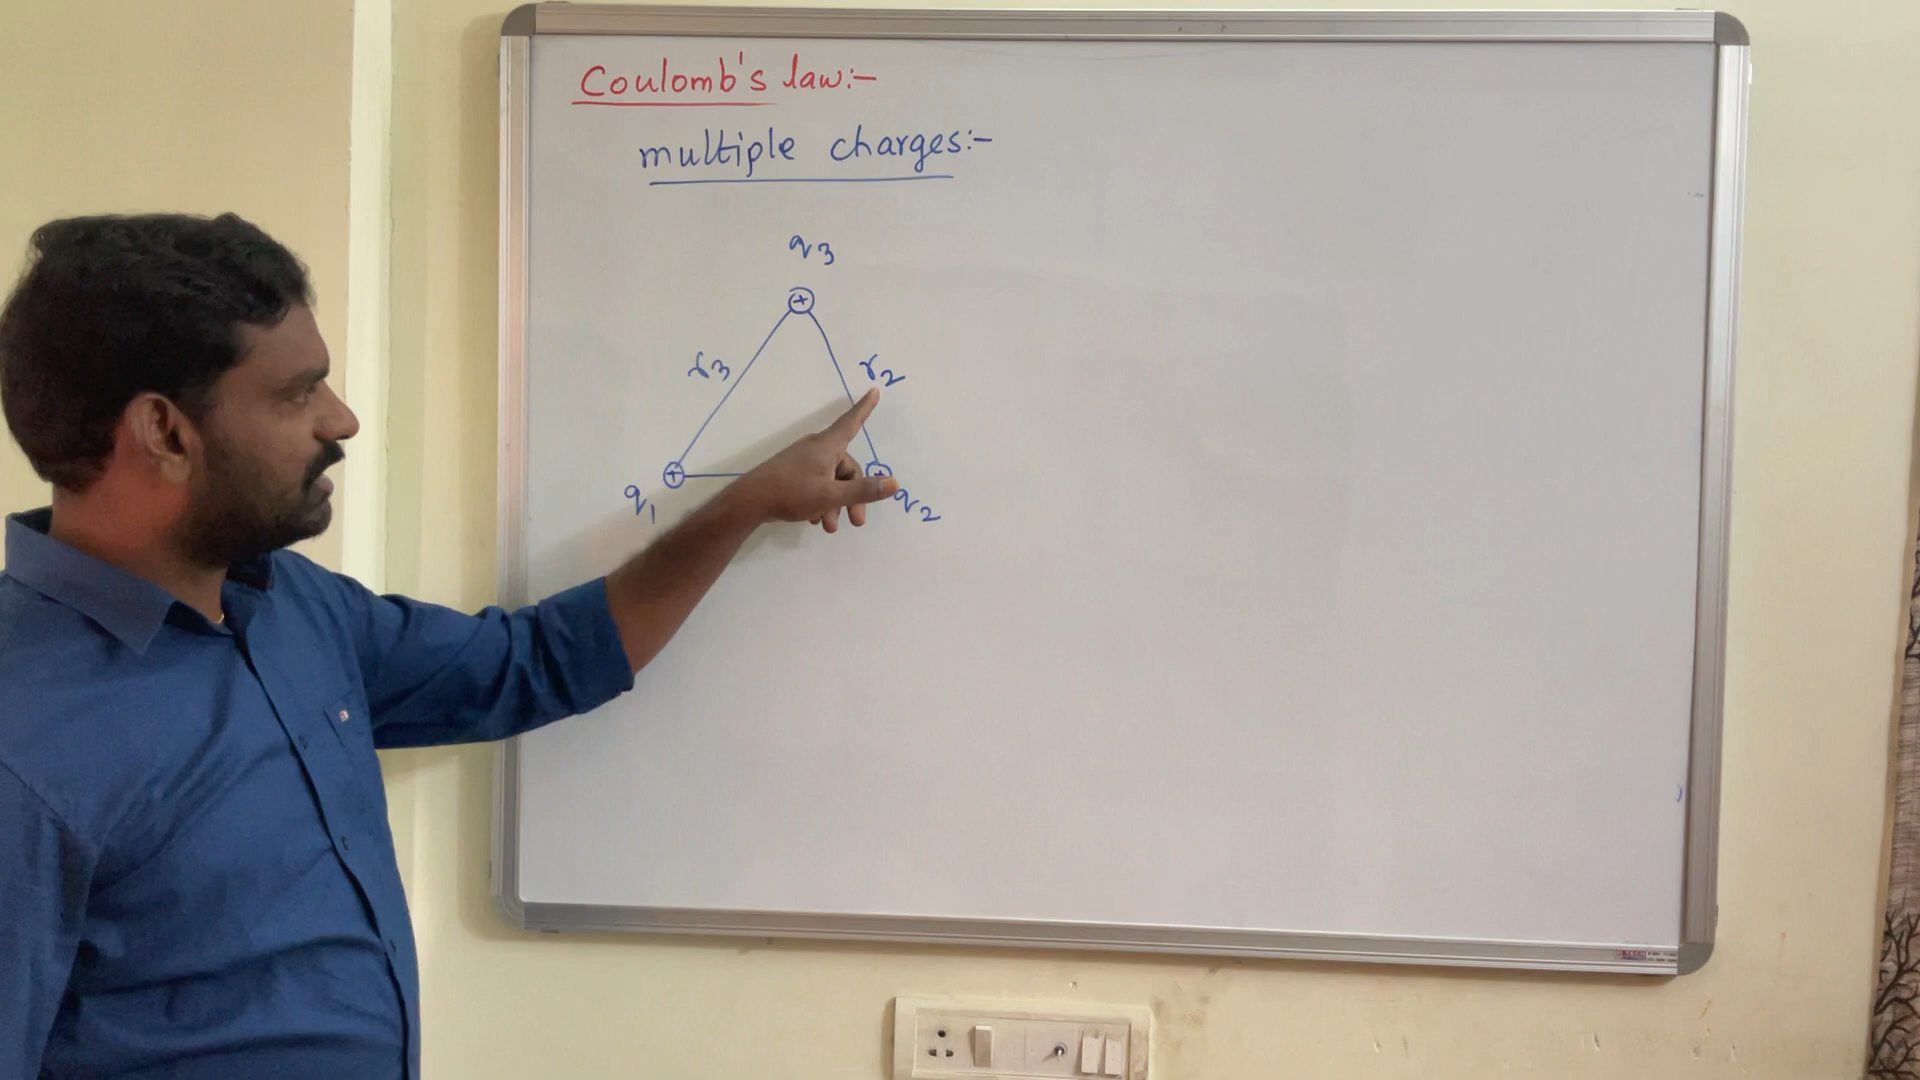 Coulomb's law:-
multiple charges:-
q3
r3
r2
q1
q2